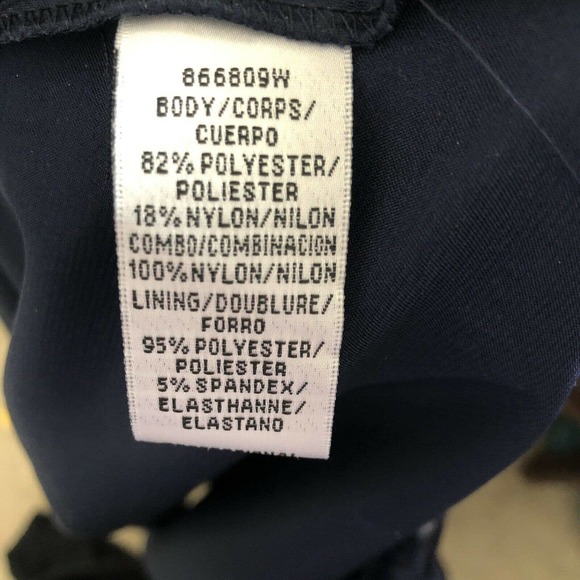 866809W
BODY/CORPS/
CUERPO
82% POLYESTER/
POLIESTER
18% NYLON/NILON
COMBO/COMBINACION
100% NYLON/NILON
LINING/DOUBLURE/
FORRO
95% POLYESTER/
POLIESTER
5% SPANDEX/
ELASTHANNE/
ELASTANO